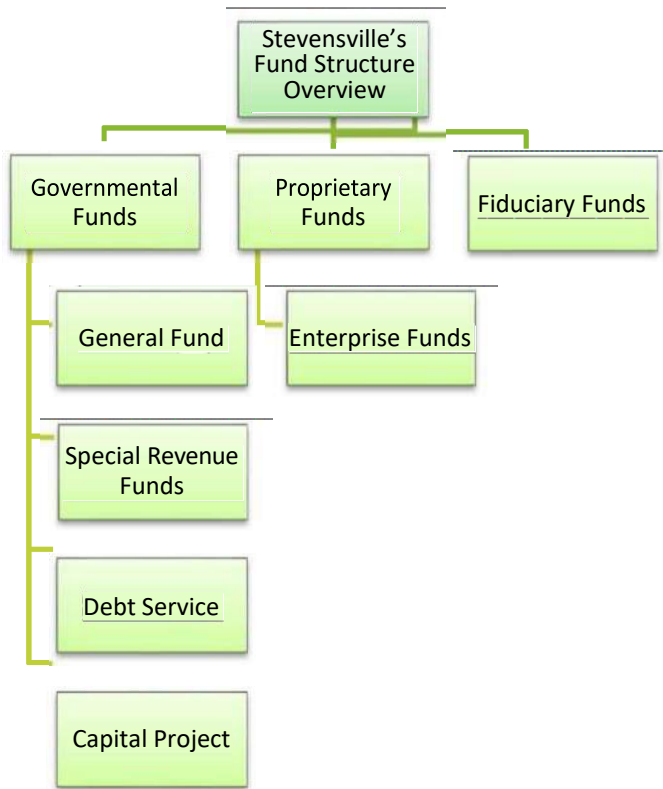 Stevensville’s
Fund Structure
Overview
Governmental
Funds
Proprietary
Funds
Fiduciary Funds
General Fund
Enterprise Funds
Special Revenue
Funds
Debt Service
Capital Project